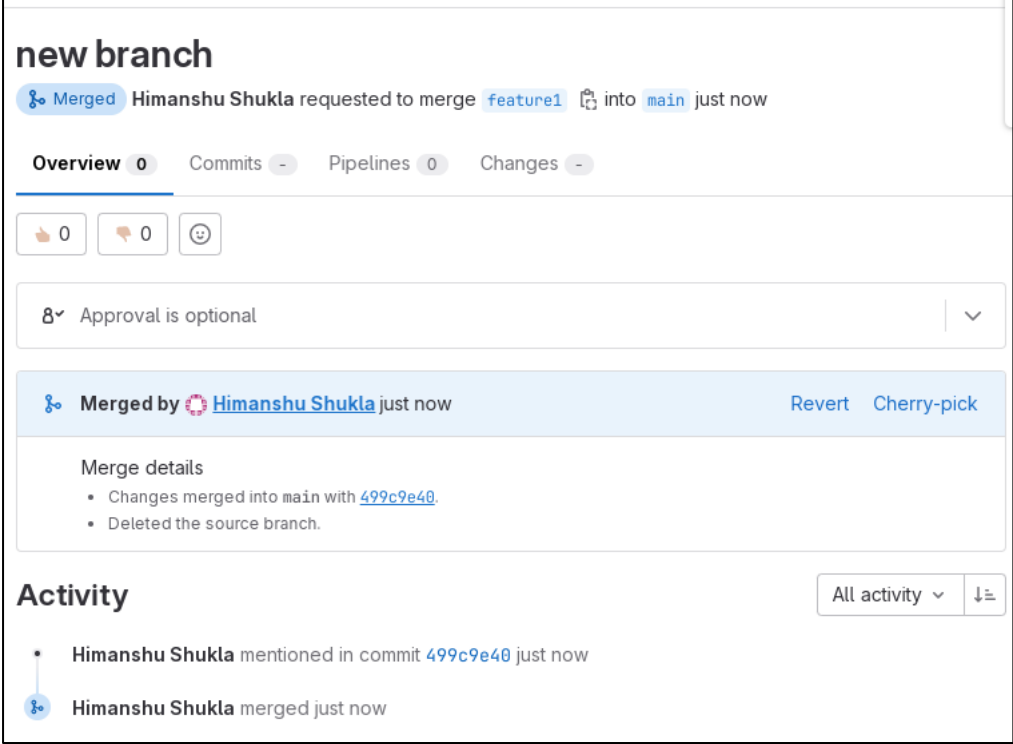 new branch
Merged Himanshu Shukla requested to merge feature1 into main just now
Overview 0 Commits - Pipelines 0 Changes -
0 0
Approval is optional
Merged by Himanshu Shukla just now Revert Cherry-pick
Merge details
• Changes merged into main with 499c9e40.
• Deleted the source branch.
Activity All activity
Himanshu Shukla mentioned in commit 499c9e40 just now
Himanshu Shukla merged just now